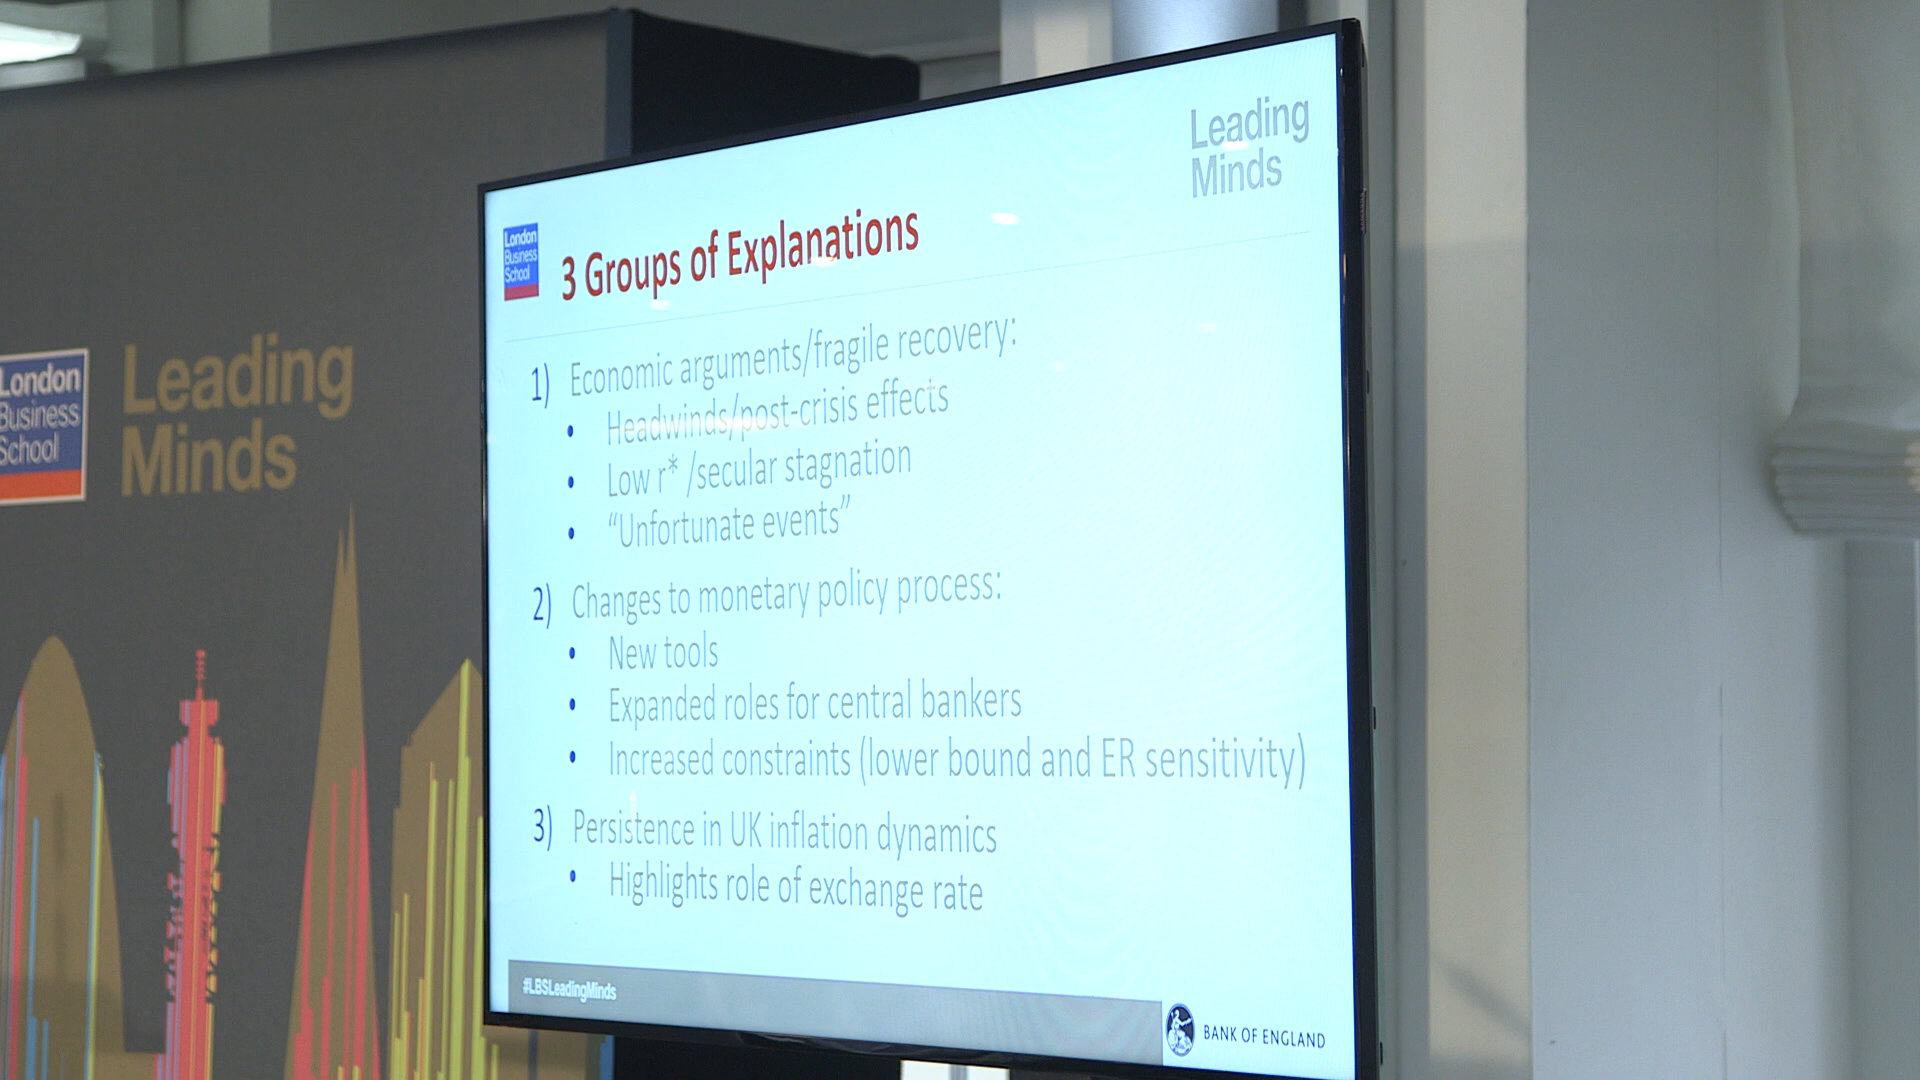 Leading
Minds
London
Business
School
3 Groups of Explanations
1) Economic arguments/fragile recovery:
• Headwinds/post-crisis effects
• Low r* /secular stagnation
• “Unfortunate events”
2) Changes to monetary policy process:
• New tools
• Expanded roles for central bankers
• Increased constraints (lower bound and ER sensitivity)
3) Persistence in UK inflation dynamics
• Highlights role of exchange rate
#LBSLeadingMinds
BANK OF ENGLAND
London
Business
School
Leading
Minds